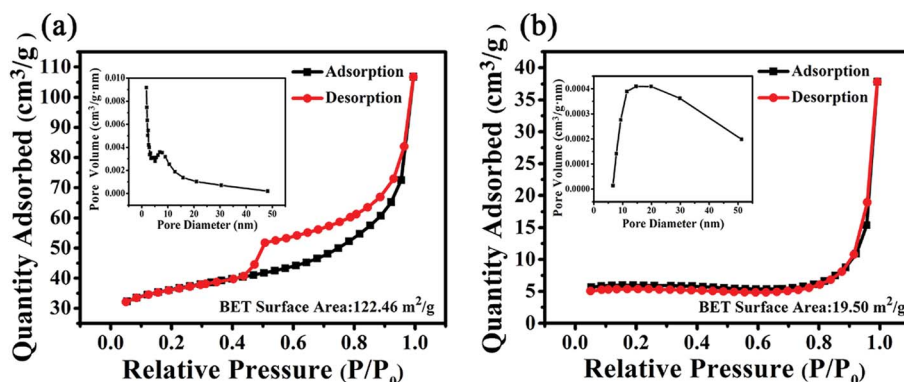 (a)
Quantity Adsorbed (cm³/g)
110
100
90
80
70
60
50
40
30
0.0 0.2 0.4 0.6 0.8 1.0
Relative Pressure (P/P₀)
Adsorption
Desorption
BET Surface Area:122.46 m²/g
Pore Volume (cm³/g·nm)
0.010
0.008
0.006
0.004
0.002
0.000
0 10 20 30 40 50
Pore Diameter (nm)
(b)
Quantity Adsorbed (cm³/g)
40
35
30
25
20
15
10
5
0
0.0 0.2 0.4 0.6 0.8 1.0
Relative Pressure (P/P₀)
Adsorption
Desorption
BET Surface Area:19.50 m²/g
Pore Volume (cm³/g·nm)
0.0004
0.0003
0.0002
0.0001
0.0000
0 10 20 30 40 50
Pore Diameter (nm)